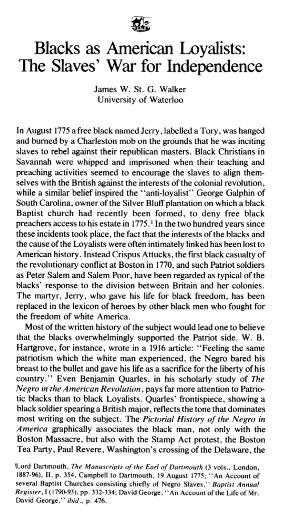 Blacks as American Loyalists:
The Slaves' War for Independence
James W. St. G. Walker
University of Waterloo
In August 1775 a free black named Jerry, labelled a Tory, was hanged
and burned by a Charleston mob on the grounds that he was inciting
slaves to rebel against their republican masters. Black Christians in
Savannah were whipped and imprisoned when their teaching and
preaching activities seemed to encourage the slaves to align them-
selves with the British against the interests of the colonial revolution,
while a similar belief inspired the "anti-loyalist" George Galphin of
South Carolina, owner of the Silver Bluff plantation on which a black
Baptist church had recently been formed, to deny free black
preachers access to his estate in 1775.¹ In the two hundred years since
these incidents took place, the fact that the interests of the blacks and
the cause of the Loyalists were often intimately linked has been lost to
American history. Instead Crispus Attucks, the first black casualty of
the revolutionary conflict at Boston in 1770, and such Patriot soldiers
as Peter Salem and Salem Poor, have been regarded as typical of the
blacks' response to the division between Britain and her colonies.
The martyr, Jerry, who gave his life for black freedom, has been
replaced in the lexicon of heroes by other black men who fought for
the freedom of white America.
Most of the written history of the subject would lead one to believe
that the blacks overwhelmingly supported the Patriot side. W. B.
Hartgrove, for instance, wrote in a 1916 article: "Feeling the same
patriotism which the white man experienced, the Negro bared his
breast to the bullet and gave his life as a sacrifice for the liberty of his
country." Even Benjamin Quarles, in his scholarly study of The
Negro in the American Revolution, pays far more attention to Patrio-
tic blacks than to black Loyalists. Quarles' frontispiece, showing a
black soldier spearing a British major, reflects the tone that dominates
most writing on the subject. The Pictorial History of the Negro in
America graphically associates the black man, not only with the
Boston Massacre, but also with the Stamp Act protest, the Boston
Tea Party, Paul Revere, Washington's crossing of the Delaware, the
¹Lord Dartmouth, The Manuscripts of the Earl of Dartmouth (3 vols., London,
1887-96), II, p. 354, Campbell to Dartmouth, 19 August 1775; "An Account of
several Baptist Churches consisting chiefly of Negro Slaves," Baptist Annual
Register, I (1790-93), pp. 332-334; David George, "An Account of the Life of Mr.
David George," ibid., p. 476.